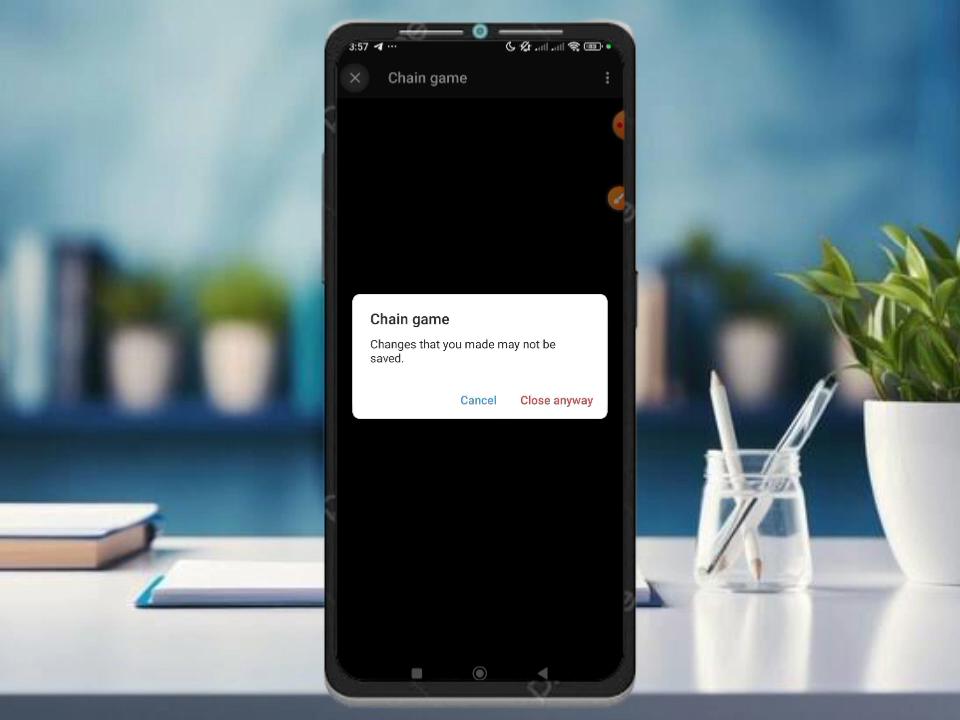 3:57
Chain game
Chain game
Changes that you made may not be
saved.
Cancel
Close anyway